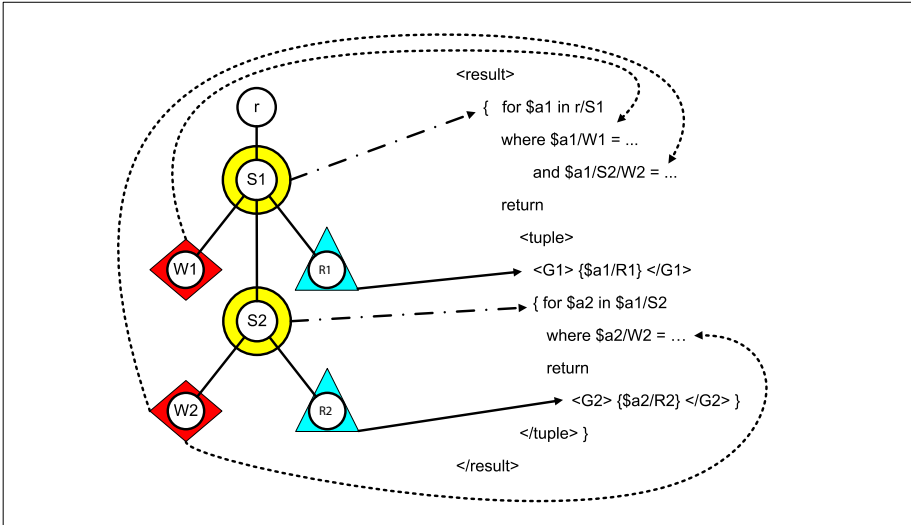 r
S1
W1
R1
S2
W2
R2
<result>
{ for $a1 in r/S1
where $a1/W1 = ...
and $a1/S2/W2 = ...
return
<tuple>
<G1> {$a1/R1} </G1>
{ for $a2 in $a1/S2
where $a2/W2 = ...
return
<G2> {$a2/R2} </G2> }
</tuple> }
</result>